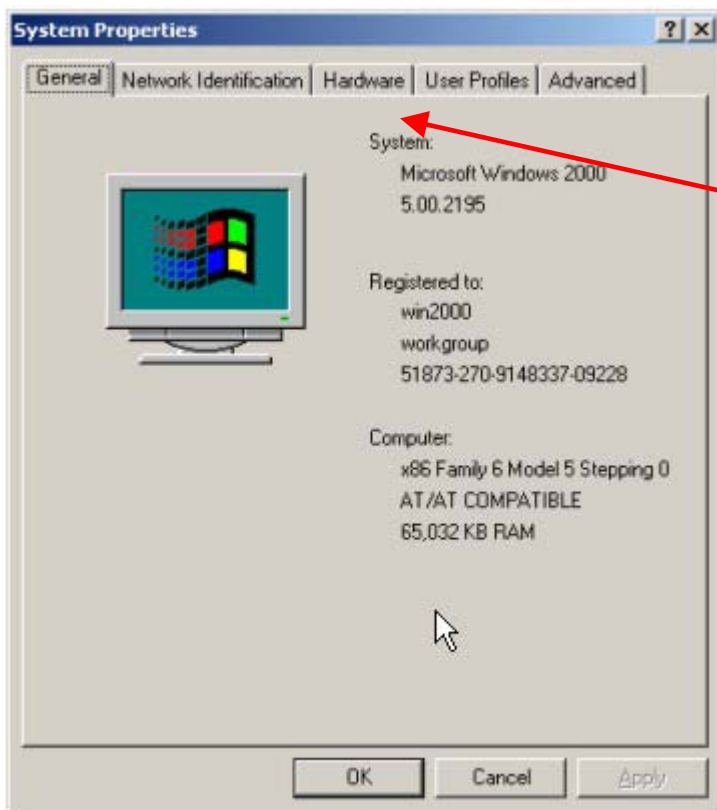 System Properties
General Network Identification Hardware User Profiles Advanced
System:
Microsoft Windows 2000
5.00.2195
Registered to:
win2000
workgroup
51873-270-9148337-09228
Computer:
x86 Family 6 Model 5 Stepping 0
AT/AT COMPATIBLE
65,032 KB RAM
OK Cancel Apply